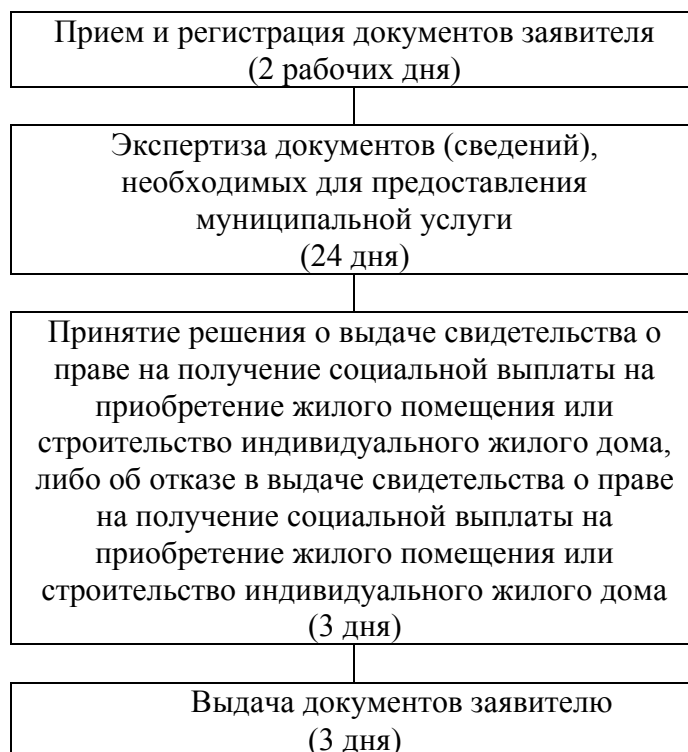 Прием и регистрация документов заявителя
(2 рабочих дня)
Экспертиза документов (сведений),
необходимых для предоставления
муниципальной услуги
(24 дня)
Принятие решения о выдаче свидетельства о
праве на получение социальной выплаты на
приобретение жилого помещения или
строительство индивидуального жилого дома,
либо об отказе в выдаче свидетельства о праве
на получение социальной выплаты на
приобретение жилого помещения или
строительство индивидуального жилого дома
(3 дня)
Выдача документов заявителю
(3 дня)